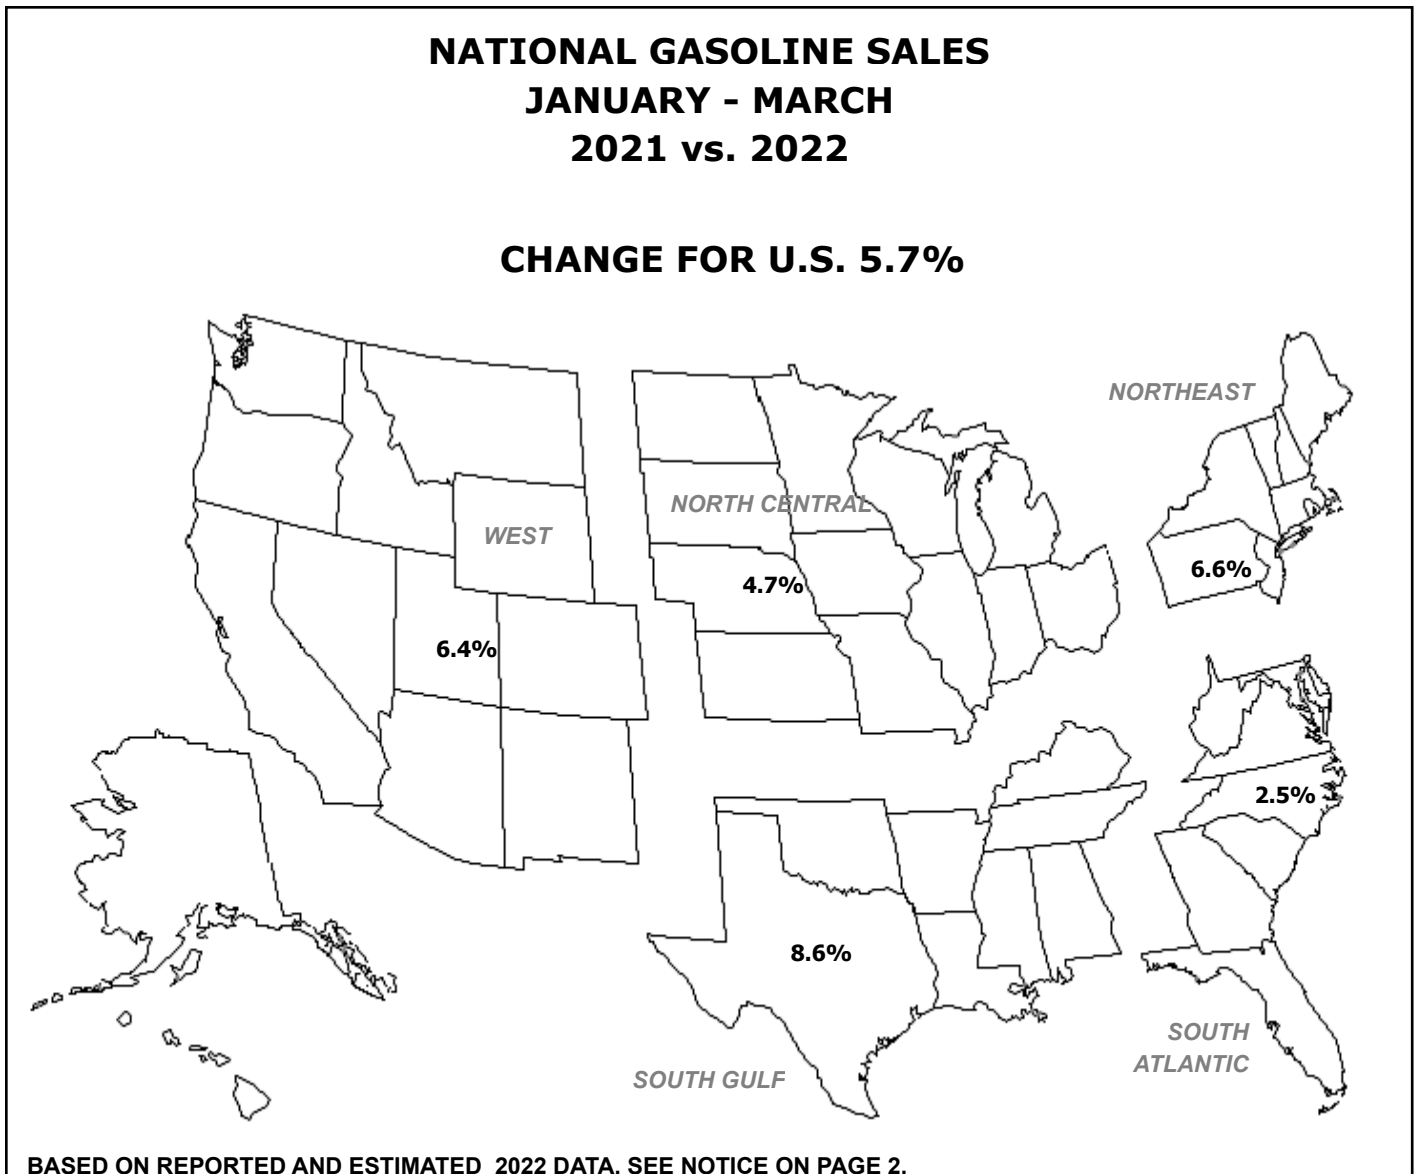 NATIONAL GASOLINE SALES
JANUARY - MARCH
2021 vs. 2022
CHANGE FOR U.S. 5.7%
NORTHEAST
NORTH CENTRAL
WEST
6.6%
4.7%
6.4%
2.5%
8.6%
SOUTH
ATLANTIC
SOUTH GULF
BASED ON REPORTED AND ESTIMATED  2022 DATA. SEE NOTICE ON PAGE 2.